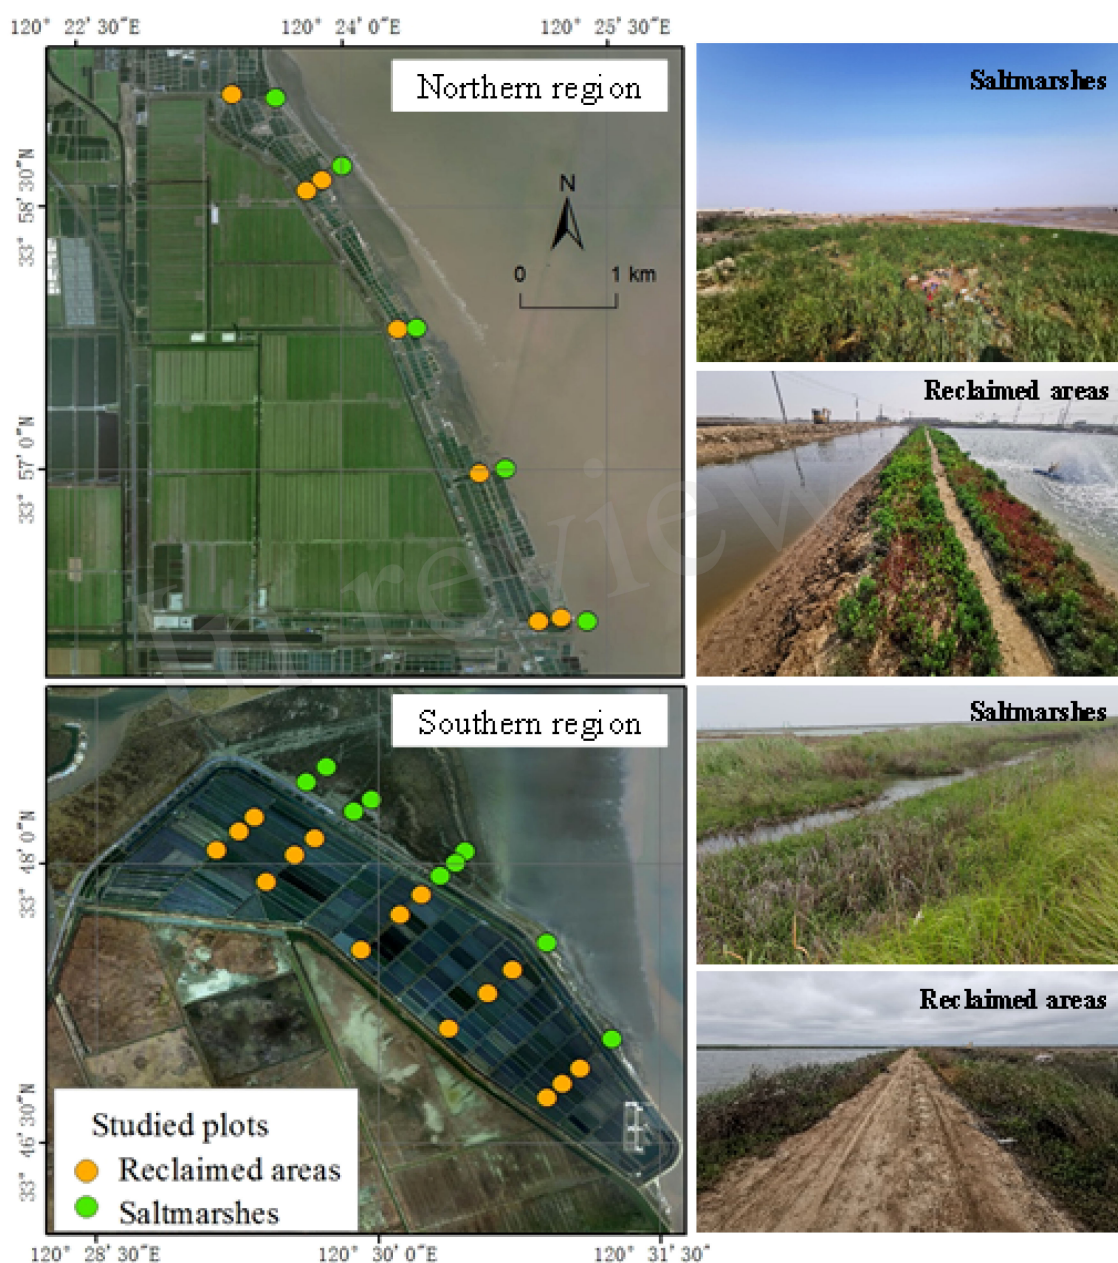 120° 22′30″E 120° 24′0″E 120° 25′30″E
Northern region
Saltmarshes
33° 58′30″N
N
0 1 km
Reclaimed areas
33° 57′0″N
In review
Southern region
Saltmarshes
33° 48′0″N
Reclaimed areas
33° 46′30″N
Studied plots
Reclaimed areas
Saltmarshes
120° 28′30″E 120° 30′0″E 120° 31′30″